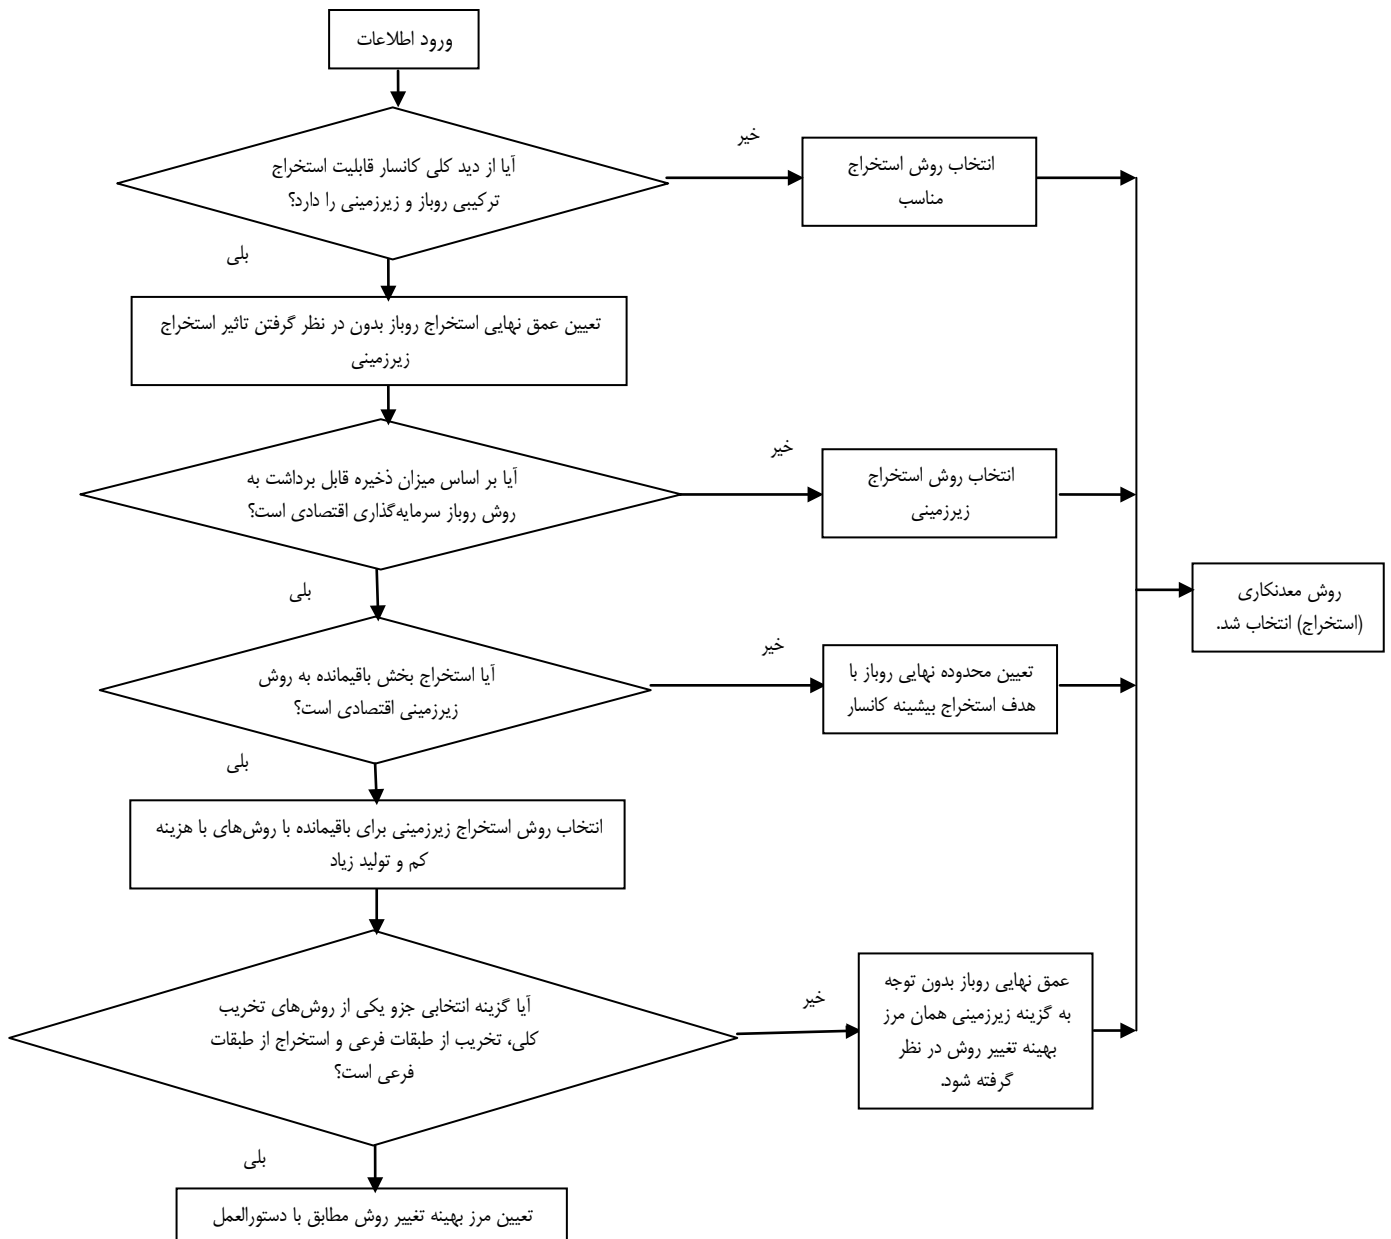 ورود اطلاعات
آیا از دید کلی کانسار قابلیت استخراج
ترکیبی روباز و زیرزمینی را دارد؟
خیر
انتخاب روش استخراج
مناسب
بلی
تعیین عمق نهایی استخراج روباز بدون در نظر گرفتن تاثیر استخراج
زیرزمینی
آیا بر اساس میزان ذخیره قابل برداشت به
روش روباز سرمایه‌گذاری اقتصادی است؟
خیر
انتخاب روش استخراج
زیرزمینی
بلی
روش معدنکاری
(استخراج) انتخاب شد.
آیا استخراج بخش باقیمانده به روش
زیرزمینی اقتصادی است؟
خیر
تعیین محدوده نهایی روباز با
هدف استخراج بیشینه کانسار
بلی
انتخاب روش استخراج زیرزمینی برای باقیمانده با روش‌های با هزینه
کم و تولید زیاد
آیا گزینه انتخابی جزو یکی از روش‌های تخریب
کلی، تخریب از طبقات فرعی و استخراج از طبقات
فرعی است؟
خیر
عمق نهایی روباز بدون توجه
به گزینه زیرزمینی همان مرز
بهینه تغییر روش در نظر
گرفته شود.
بلی
تعیین مرز بهینه تغییر روش مطابق با دستورالعمل